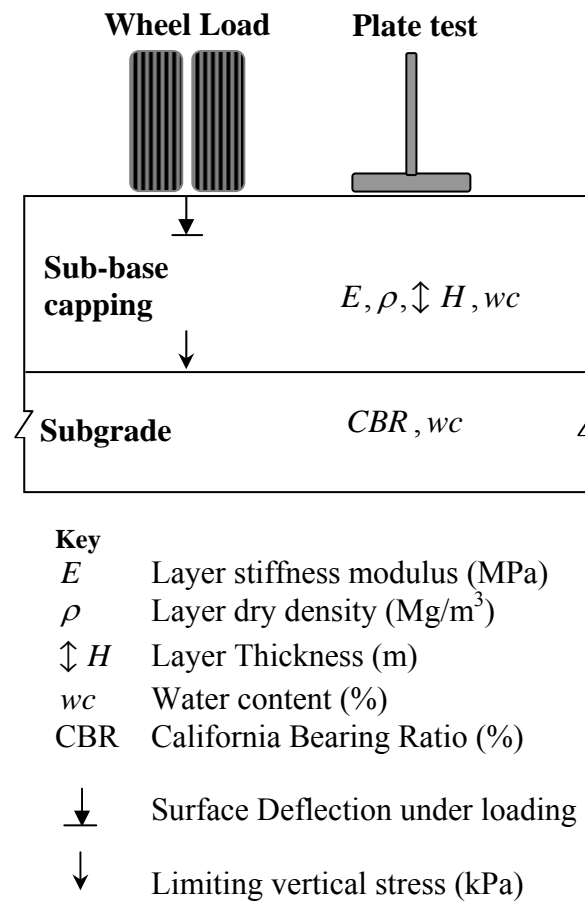 Wheel Load Plate test
Sub-base
capping
E, ρ, ↕ H, wc
Subgrade
CBR, wc
Key
E Layer stiffness modulus (MPa)
ρ Layer dry density (Mg/m³)
↕ H Layer Thickness (m)
wc Water content (%)
CBR California Bearing Ratio (%)
Surface Deflection under loading
Limiting vertical stress (kPa)